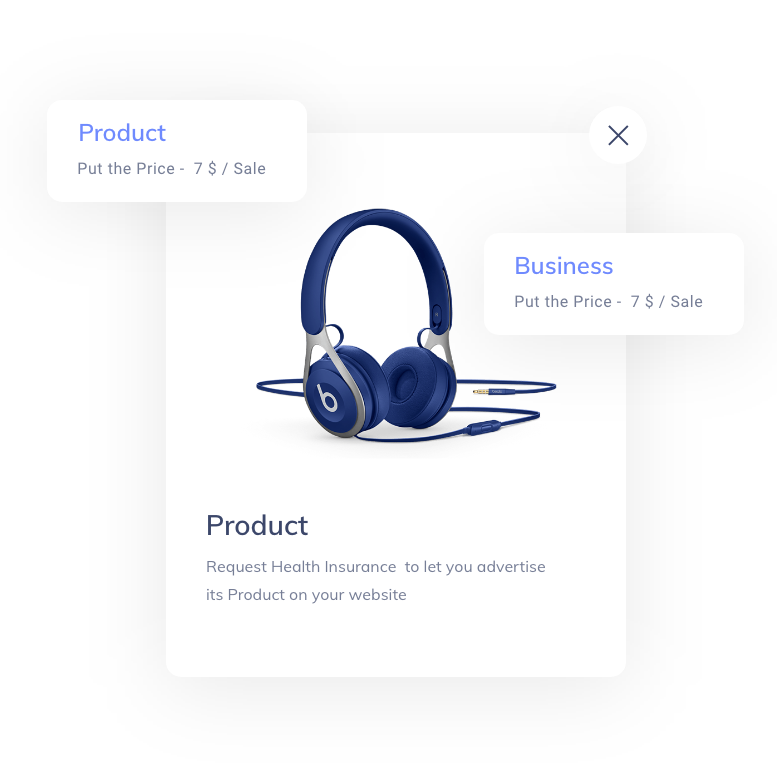 Product
Put the Price - 7 $ / Sale
Business
Put the Price - 7 $ / Sale
b
Product
Request Health Insurance to let you advertise
its Product on your website